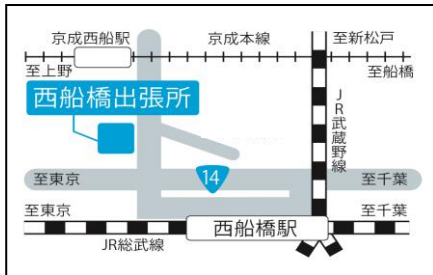 京成西船駅
京成本線
至新松戸
至上野
至船橋
西船橋出張所
JR武蔵野線
14
至東京
至千葉
至東京
西船橋駅
至千葉
JR総武線